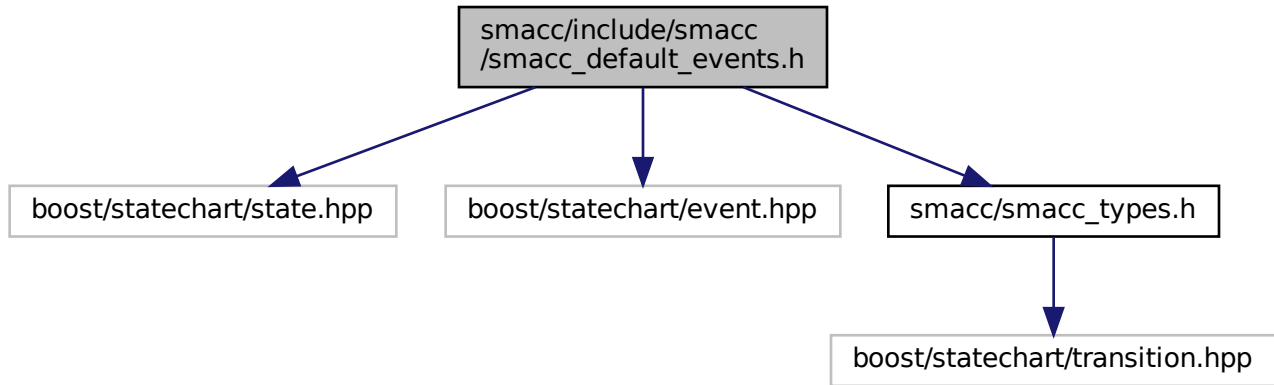 smacc/include/smacc
/smacc_default_events.h
boost/statechart/state.hpp
boost/statechart/event.hpp
smacc/smacc_types.h
boost/statechart/transition.hpp